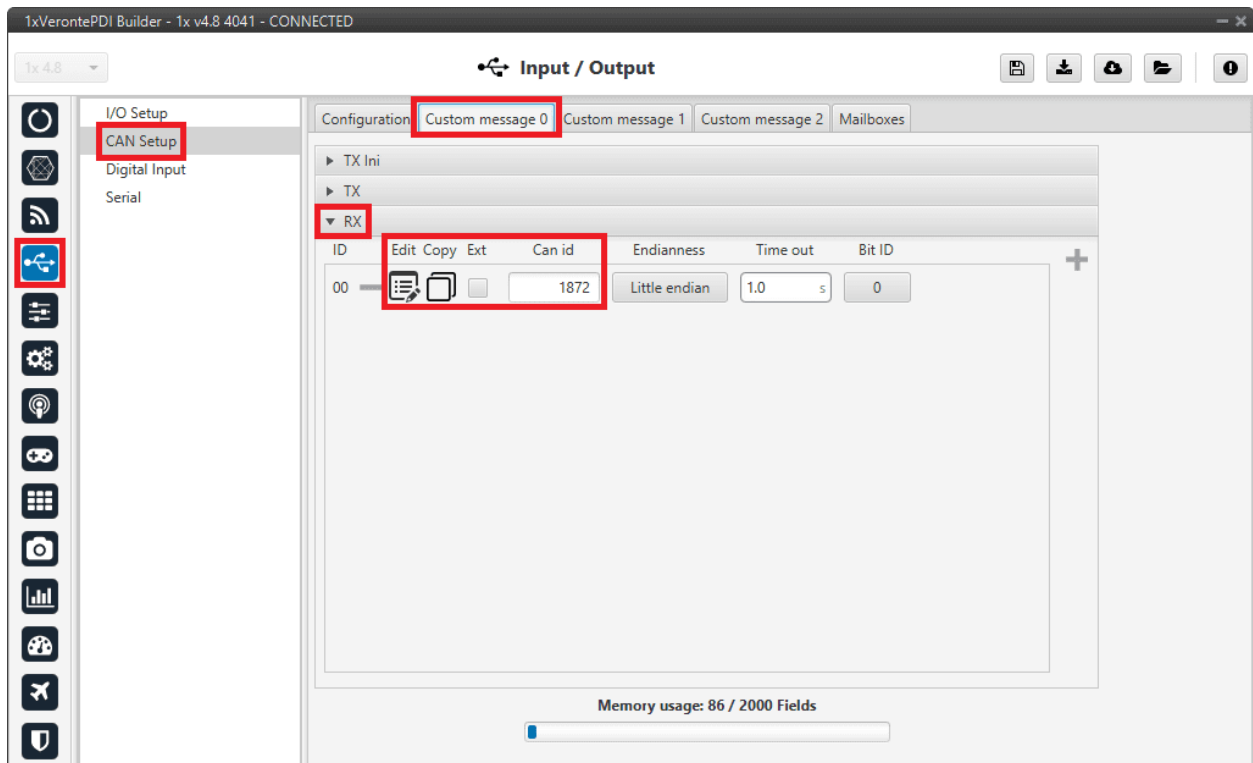 1xVerontePDI Builder - 1x v4.8 4041 - CONNECTED
1x 4.8
Input / Output
I/O Setup
CAN Setup
Digital Input
Serial
Configuration Custom message 0 Custom message 1 Custom message 2 Mailboxes
TX Ini
TX
RX
ID Edit Copy Ext Can id Endianness Time out Bit ID
00 1872 Little endian 1.0 s 0
Memory usage: 86 / 2000 Fields